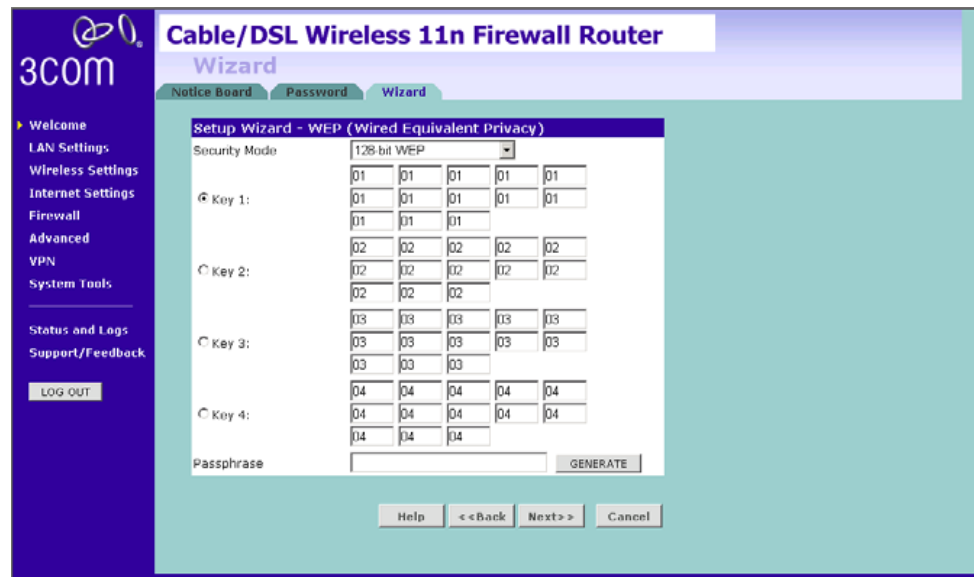 3COM
Cable/DSL Wireless 11n Firewall Router
Wizard
Notice Board Password Wizard
Welcome
LAN Settings
Wireless Settings
Internet Settings
Firewall
Advanced
VPN
System Tools
Status and Logs
Support/Feedback
LOG OUT
Setup Wizard - WEP (Wired Equivalent Privacy)
Security Mode 128-bit WEP
01 01 01 01 01
Key 1: 01 01 01 01 01
01 01 01
02 02 02 02 02
Key 2: 02 02 02 02 02
02 02 02
03 03 03 03 03
Key 3: 03 03 03 03 03
03 03 03
04 04 04 04 04
Key 4: 04 04 04 04 04
04 04 04
Passphrase GENERATE
Help <<Back Next>> Cancel